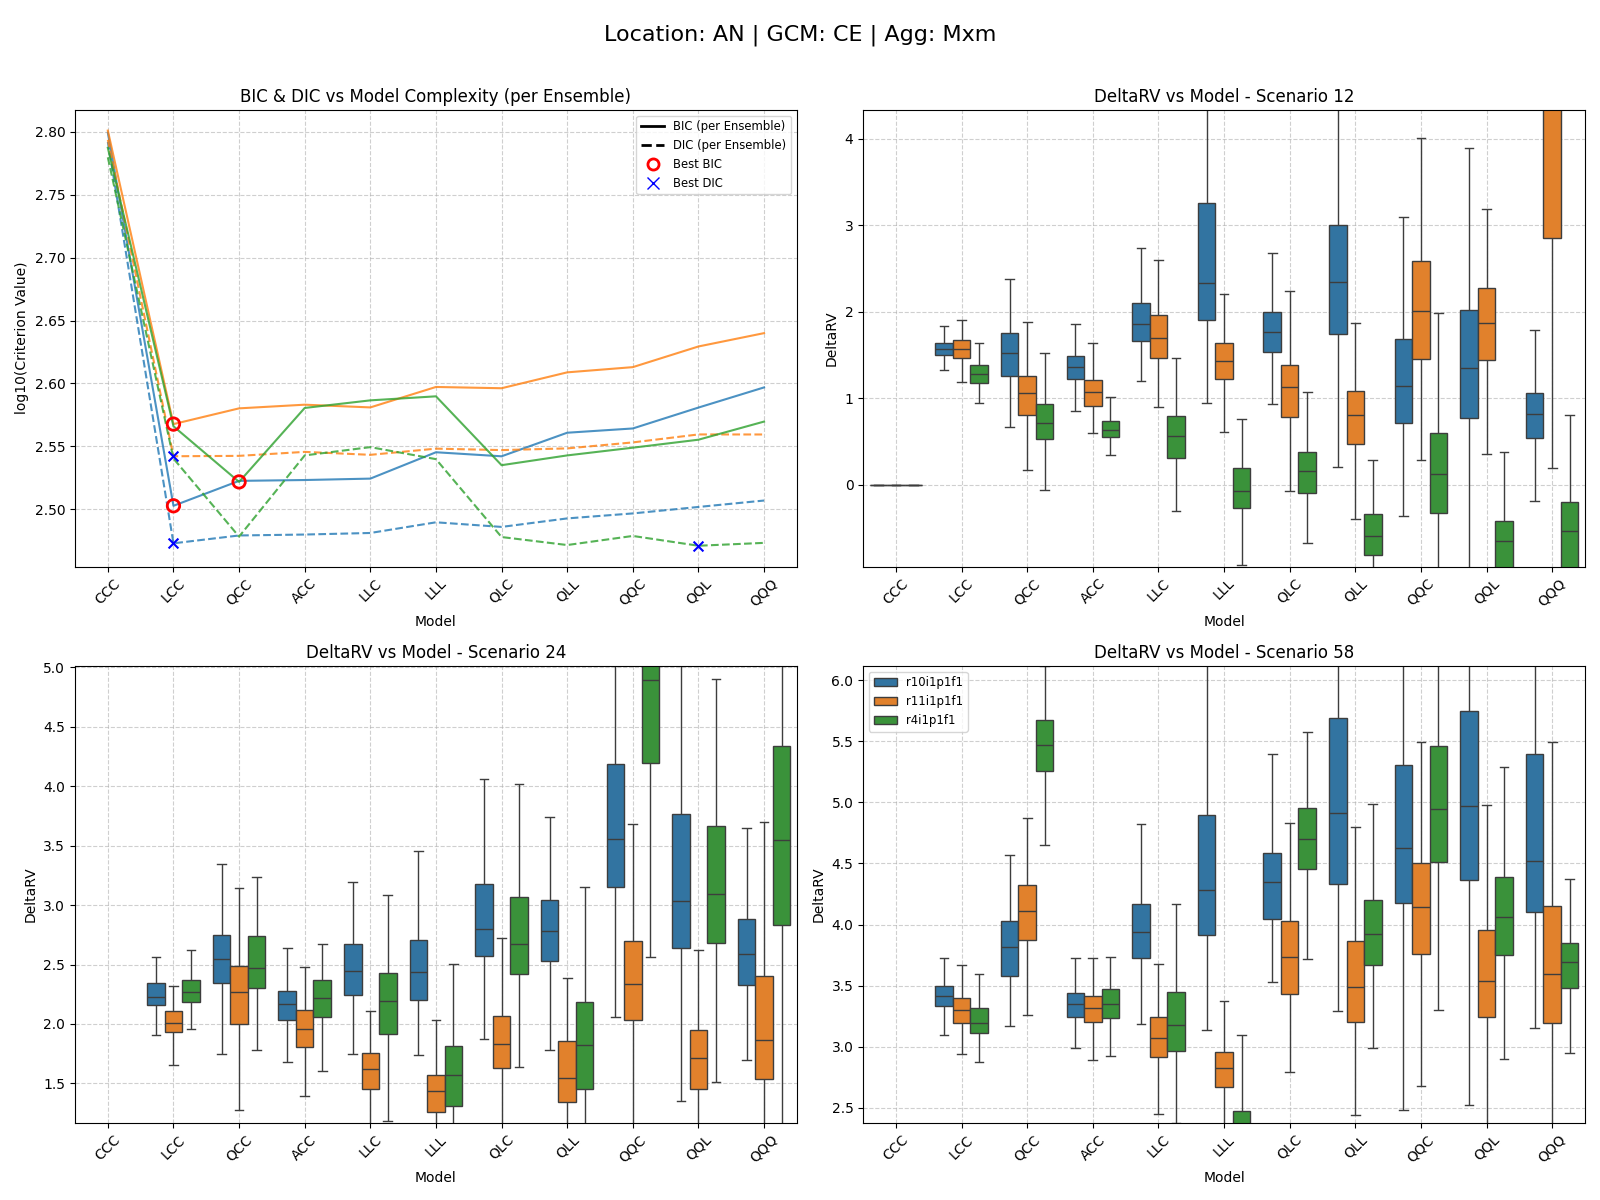 Location: AN | GCM: CE | Agg: Mxm
BIC & DIC vs Model Complexity (per Ensemble)
log10(Criterion Value)
2.80
2.75
2.70
2.65
2.60
2.55
2.50
BIC (per Ensemble)
DIC (per Ensemble)
Best BIC
Best DIC
CCC LCC QCC ACC LLC LLL QLC QLL QQC QQL QQQ
Model
DeltaRV vs Model - Scenario 12
DeltaRV
4
3
2
1
0
CCC LCC QCC ACC LLC LLL QLC QLL QQC QQL QQQ
Model
DeltaRV vs Model - Scenario 24
DeltaRV
5.0
4.5
4.0
3.5
3.0
2.5
2.0
1.5
CCC LCC QCC ACC LLC LLL QLC QLL QQC QQL QQQ
Model
DeltaRV vs Model - Scenario 58
DeltaRV
6.0
5.5
5.0
4.5
4.0
3.5
3.0
2.5
r10i1p1f1
r11i1p1f1
r4i1p1f1
CCC LCC QCC ACC LLC LLL QLC QLL QQC QQL QQQ
Model